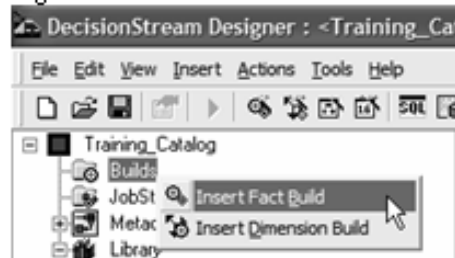 DecisionStream Designer : <Training_Ca
File Edit View Insert Actions Tools Help
SQL
Training_Catalog
Builds
JobSt
Insert Fact Build
Metac
Insert Dimension Build
Library